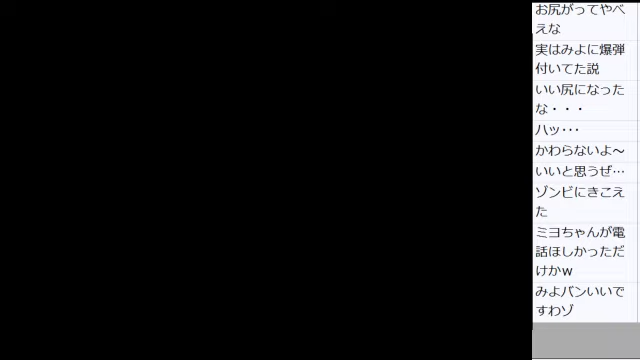 お尻がってやべ
えな
実はみよに爆弾
付いてた説
いい尻になった
な・・・
ハッ･･･
かわらないよ～
いいと思うぜ…
ゾンビにきこえ
た
ミヨちゃんが電
話ほしかっただ
けかw
みよバンいいで
すわゾ